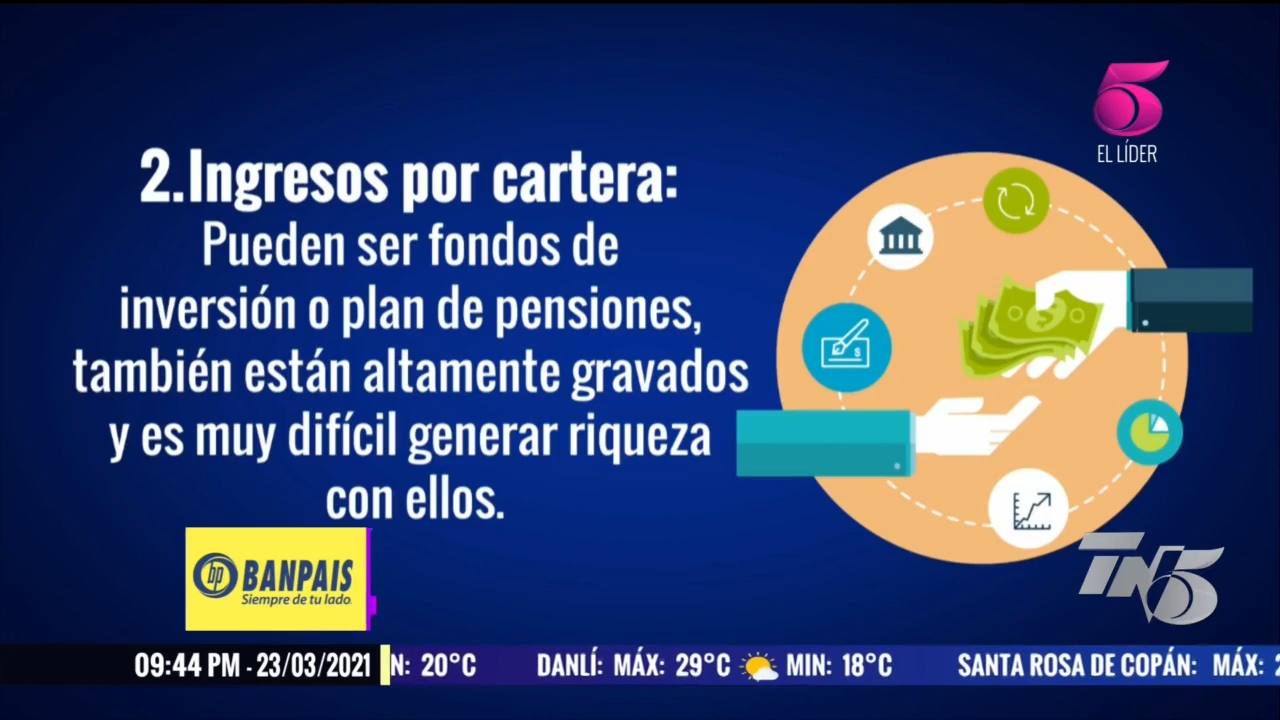 5
EL LÍDER
2.Ingresos por cartera:
Pueden ser fondos de
inversión o plan de pensiones,
también están altamente gravados
y es muy difícil generar riqueza
con ellos.
$
$
bp BANPAIS
Siempre de tu lado.
TN5
09:44 PM - 23/03/2021 N: 20°C DANLÍ: MÁX: 29°C MIN: 18°C SANTA ROSA DE COPÁN: MÁX: 2